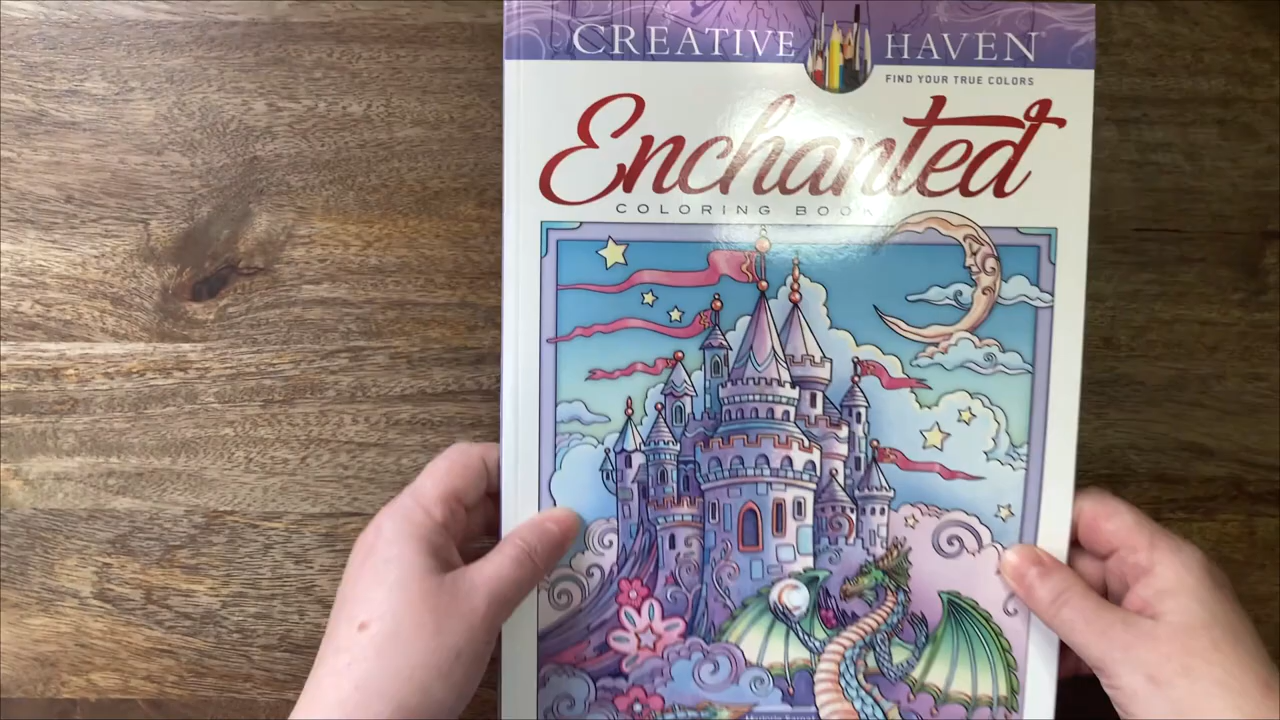 CREATIVE HAVEN
FIND YOUR TRUE COLORS
Enchanted
COLORING BOOK